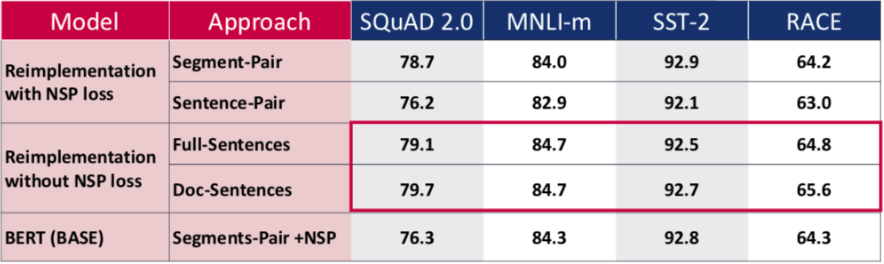 Model Approach SQuAD 2.0 MNLI-m SST-2 RACE
Reimplementation with NSP loss Segment-Pair 78.7 84.0 92.9 64.2
Sentence-Pair 76.2 82.9 92.1 63.0
Reimplementation without NSP loss Full-Sentences 79.1 84.7 92.5 64.8
Doc-Sentences 79.7 84.7 92.7 65.6
BERT (BASE) Segments-Pair +NSP 76.3 84.3 92.8 64.3